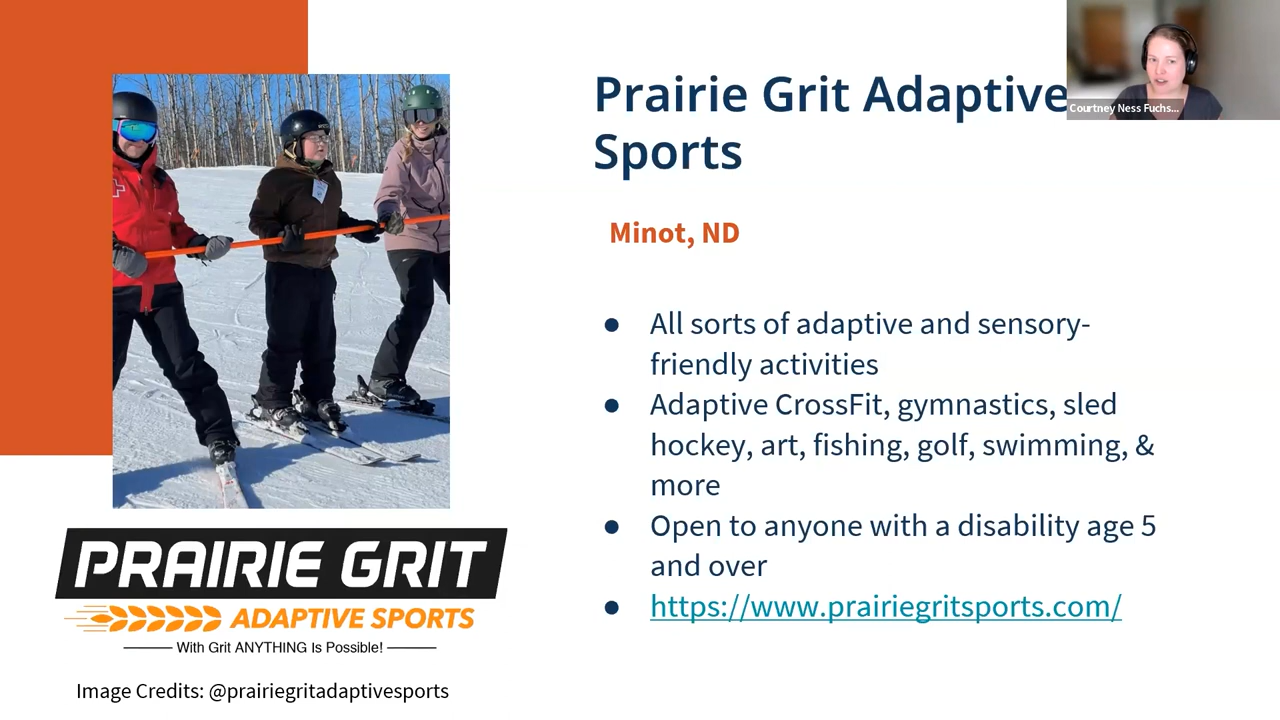 Prairie Grit Adaptive
Sports
Courtney Ness Fuchs...
Minot, ND
● All sorts of adaptive and sensory-
friendly activities
● Adaptive CrossFit, gymnastics, sled
hockey, art, fishing, golf, swimming, &
more
● Open to anyone with a disability age 5
and over
● https://www.prairiegritsports.com/
PRAIRIE GRIT
ADAPTIVE SPORTS
With Grit ANYTHING Is Possible!
Image Credits: @prairiegritadaptivesports